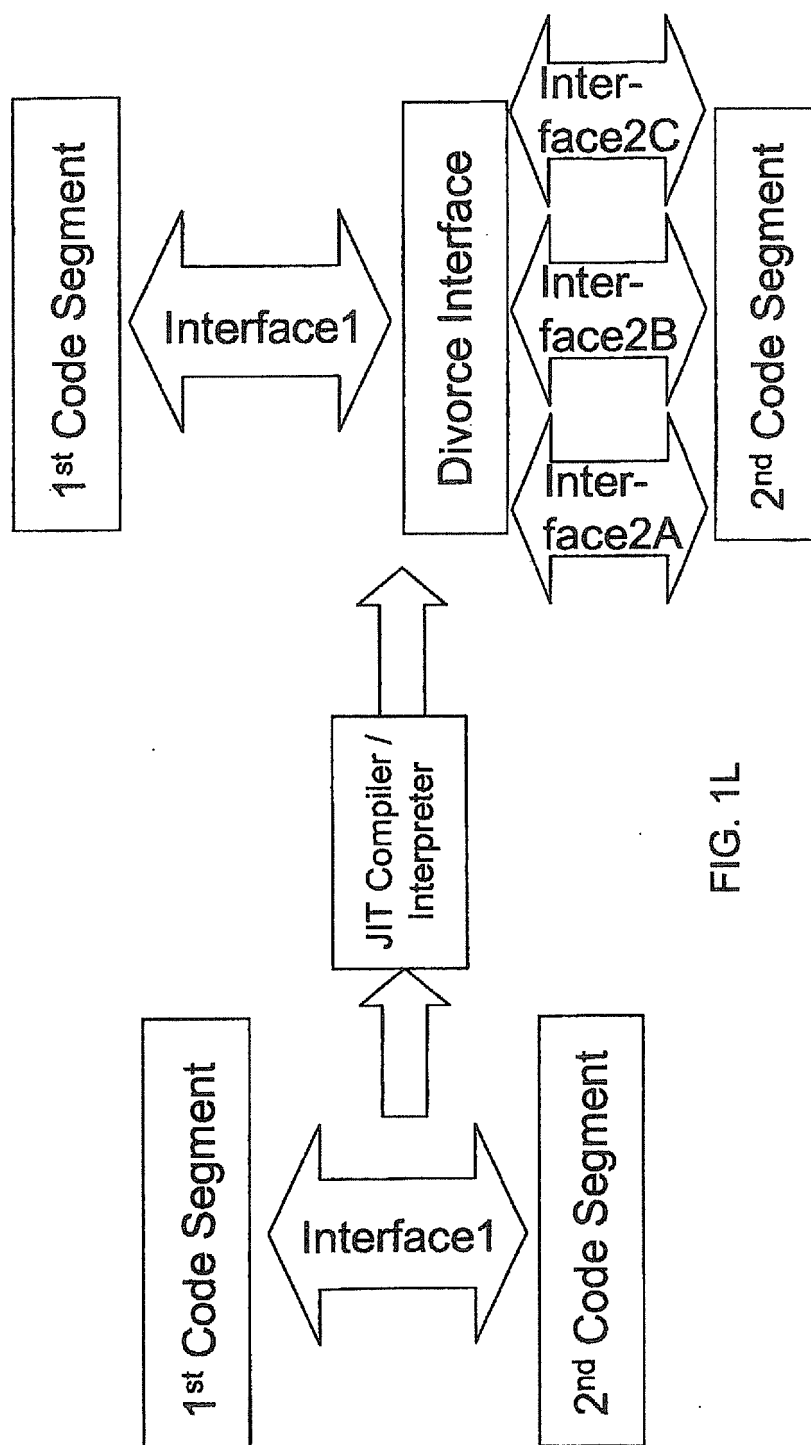 1st Code Segment
Interface1
2nd Code Segment
JIT Compiler /
Interpreter
1st Code Segment
Interface1
Divorce Interface
Inter-
face2A
Inter-
face2B
Inter-
face2C
2nd Code Segment
FIG. 1L